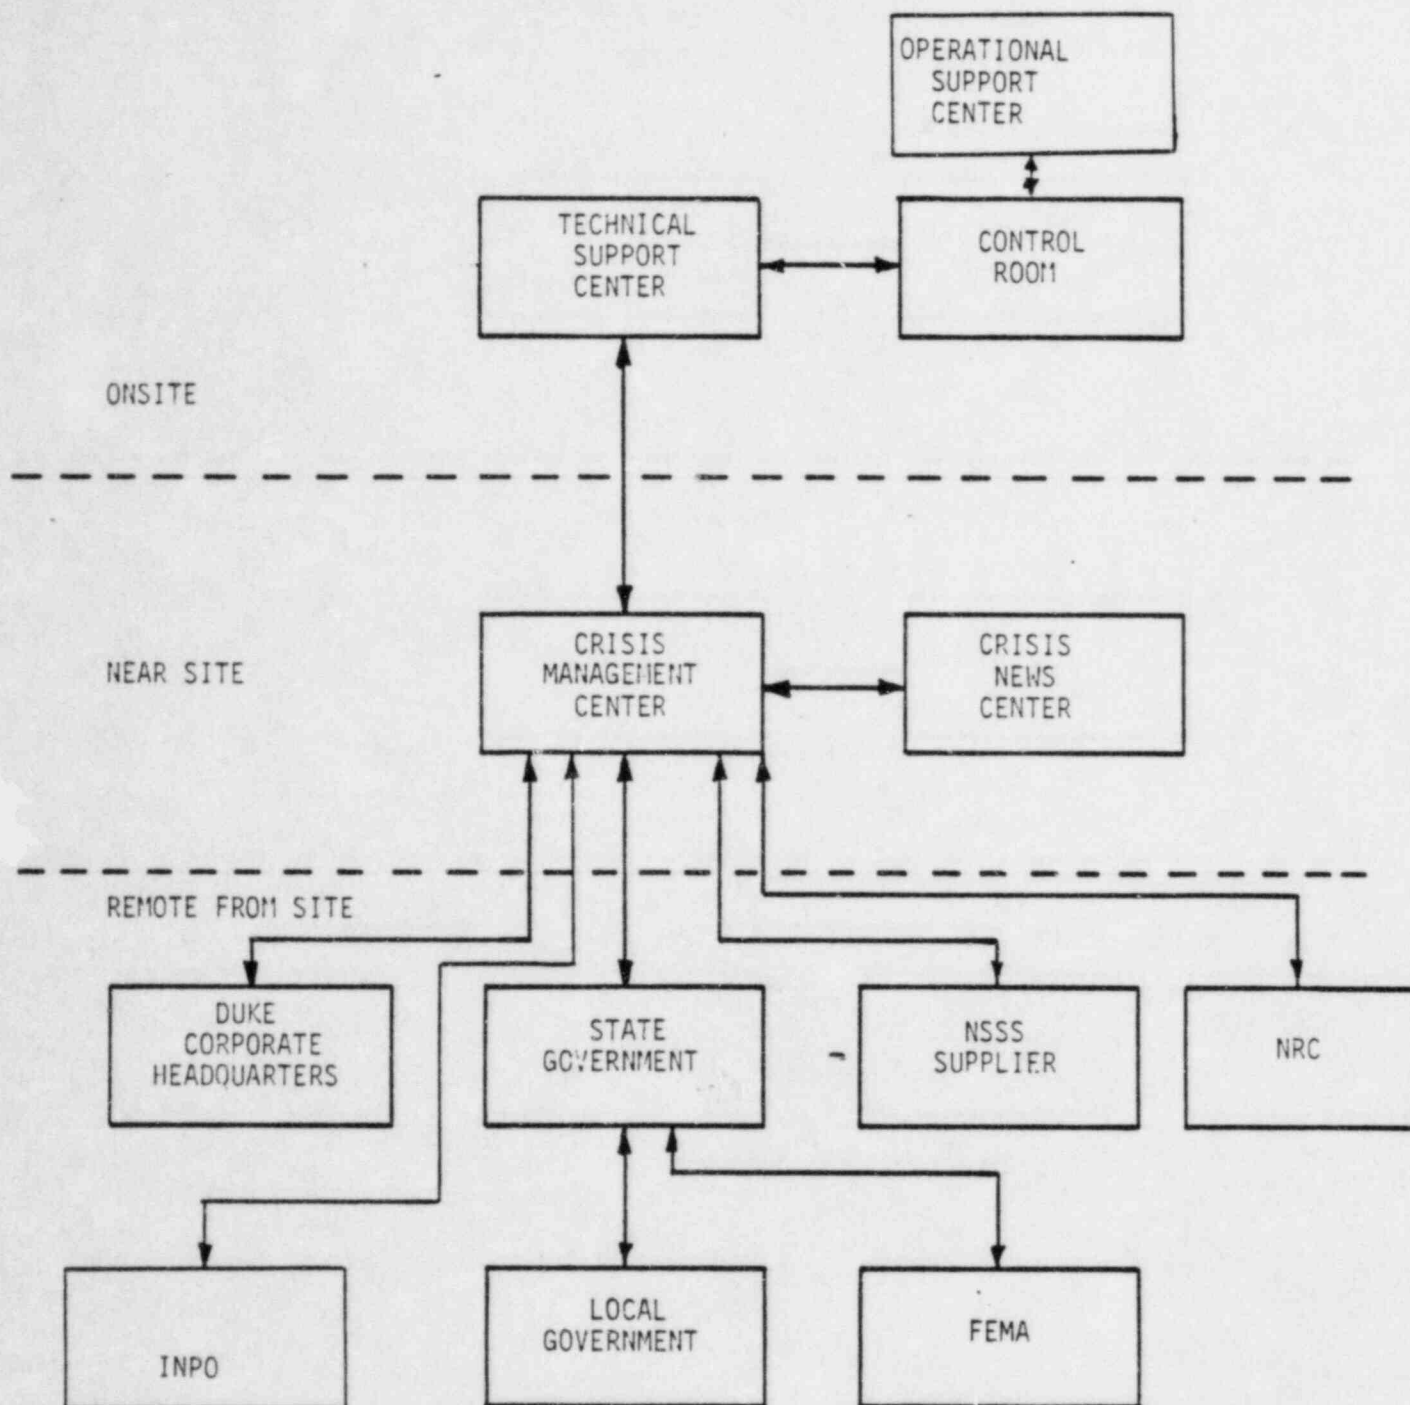 OPERATIONAL
SUPPORT
CENTER
TECHNICAL
SUPPORT
CENTER
CONTROL
ROOM
ONSITE
CRISIS
MANAGEMENT
CENTER
CRISIS
NEWS
CENTER
NEAR SITE
REMOTE FROM SITE
DUKE
CORPORATE
HEADQUARTERS
STATE
GOVERNMENT
NSSS
SUPPLIER
NRC
INPO
LOCAL
GOVERNMENT
FEMA